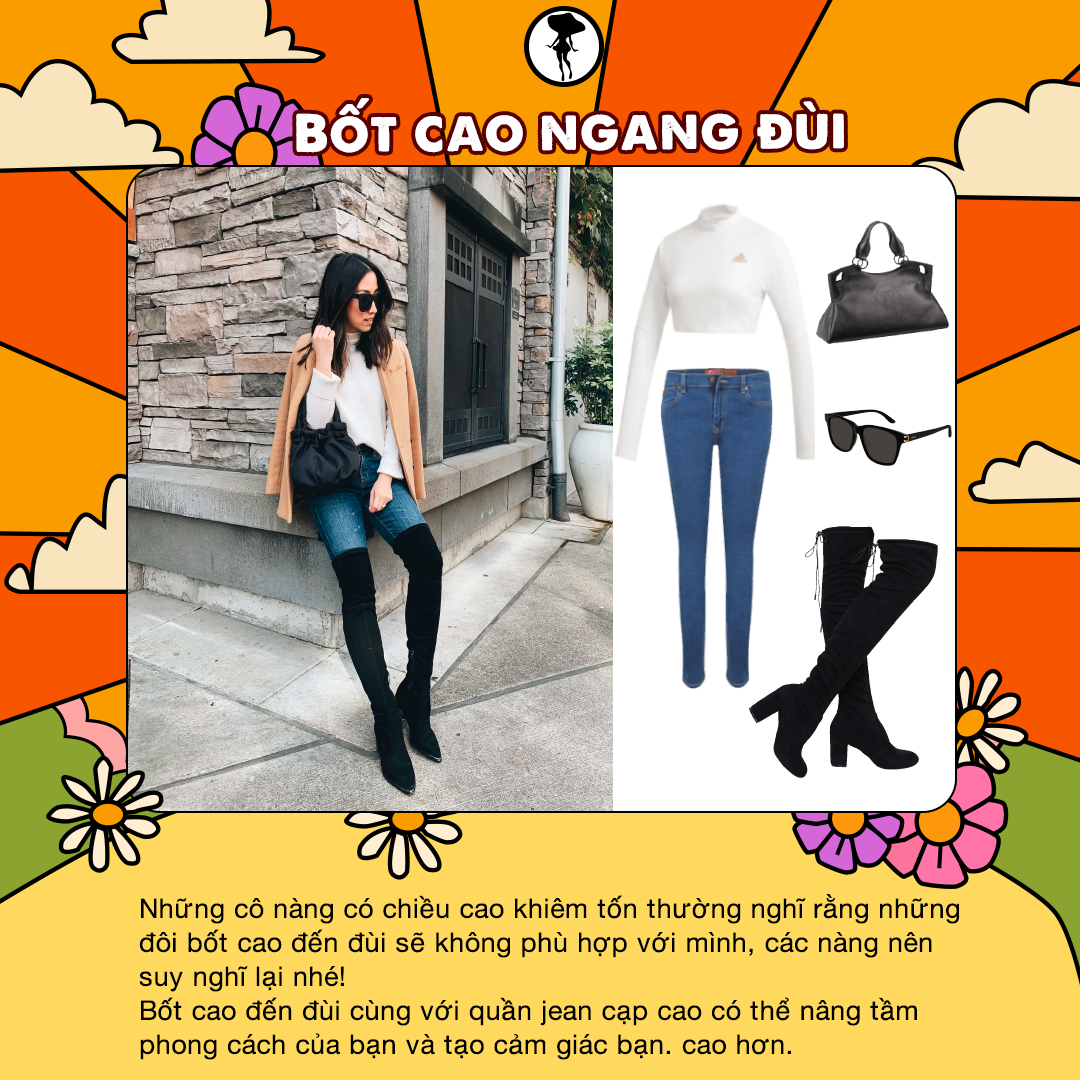 BỐT CAO NGANG ĐÙI
Những cô nàng có chiều cao khiêm tốn thường nghĩ rằng những
đôi bốt cao đến đùi sẽ không phù hợp với mình, các nàng nên
suy nghĩ lại nhé!
Bốt cao đến đùi cùng với quần jean cạp cao có thể nâng tầm
phong cách của bạn và tạo cảm giác bạn. cao hơn.